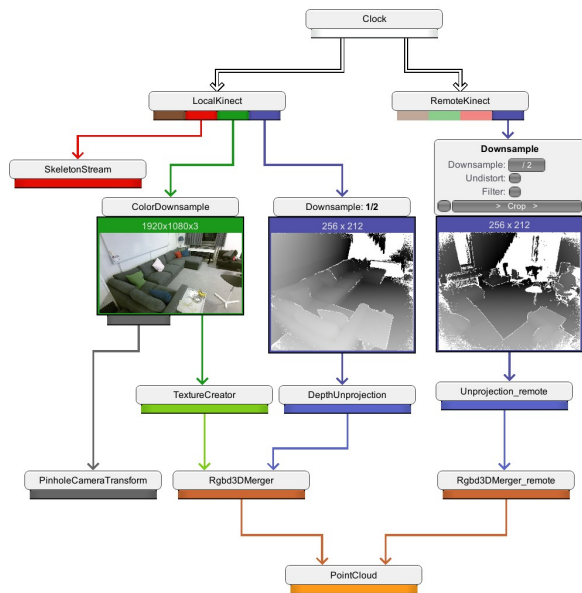 Clock
LocalKinect
RemoteKinect
SkeletonStream
Downsample
Downsample: / 2
Undistort:
Filter:
> Crop >
ColorDownsample
Downsample: 1/2
1920x1080x3
256 x 212
256 x 212
TextureCreator
DepthUnprojection
Unprojection_remote
PinholeCameraTransform
Rgbd3DMerger
Rgbd3DMerger_remote
PointCloud